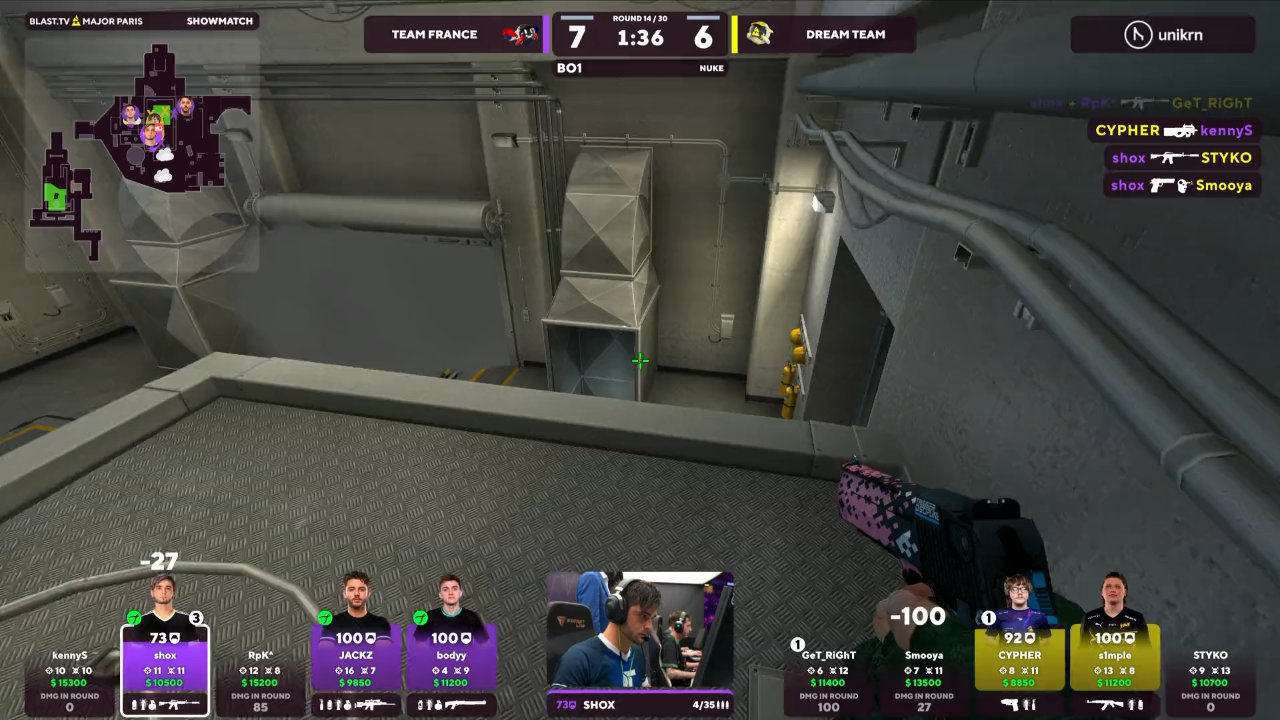 BLAST.TV MAJOR PARIS SHOWMATCH
TEAM FRANCE 7 ROUND 14 / 30 1:36 6 DREAM TEAM
BO1 NUKE
unikrn
shox + RpK^ GeT_RiGhT
CYPHER kennyS
shox STYKO
shox Smooya
-27
3
73
kennyS
10 10
$15300
DMG IN ROUND
0
shox
11 11
$10500
RpK^
12 8
$15200
DMG IN ROUND
85
100
JACKZ
16 7
$9850
100
bodyy
4 9
$11200
73 SHOX 4/35
-100
1
GeT_RiGhT
6 12
$11400
DMG IN ROUND
100
Smooya
7 11
$13500
DMG IN ROUND
27
1
92
CYPHER
8 11
$8850
100
s1mple
13 8
$11200
STYKO
9 13
$10700
DMG IN ROUND
0